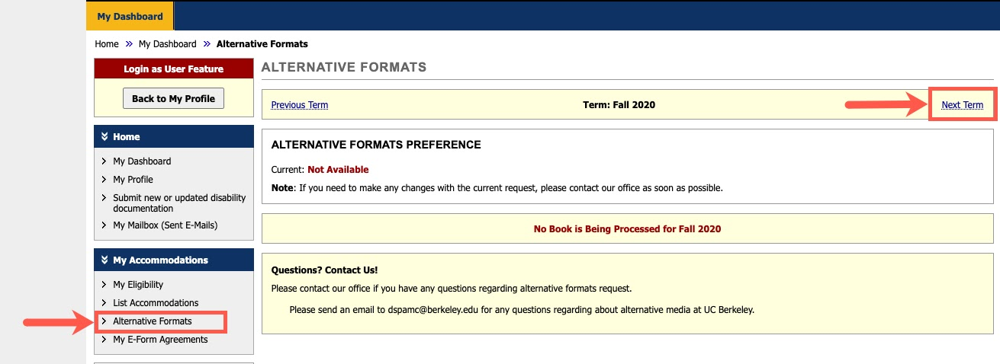 My Dashboard
Home » My Dashboard » Alternative Formats
Login as User Feature
Back to My Profile
Home
My Dashboard
My Profile
Submit new or updated disability
documentation
My Mailbox (Sent E-Mails)
My Accommodations
My Eligibility
List Accommodations
Alternative Formats
My E-Form Agreements
ALTERNATIVE FORMATS
Previous Term Term: Fall 2020 Next Term
ALTERNATIVE FORMATS PREFERENCE
Current: Not Available
Note: If you need to make any changes with the current request, please contact our office as soon as possible.
No Book is Being Processed for Fall 2020
Questions? Contact Us!
Please contact our office if you have any questions regarding alternative formats request.
Please send an email to dspamc@berkeley.edu for any questions regarding about alternative media at UC Berkeley.